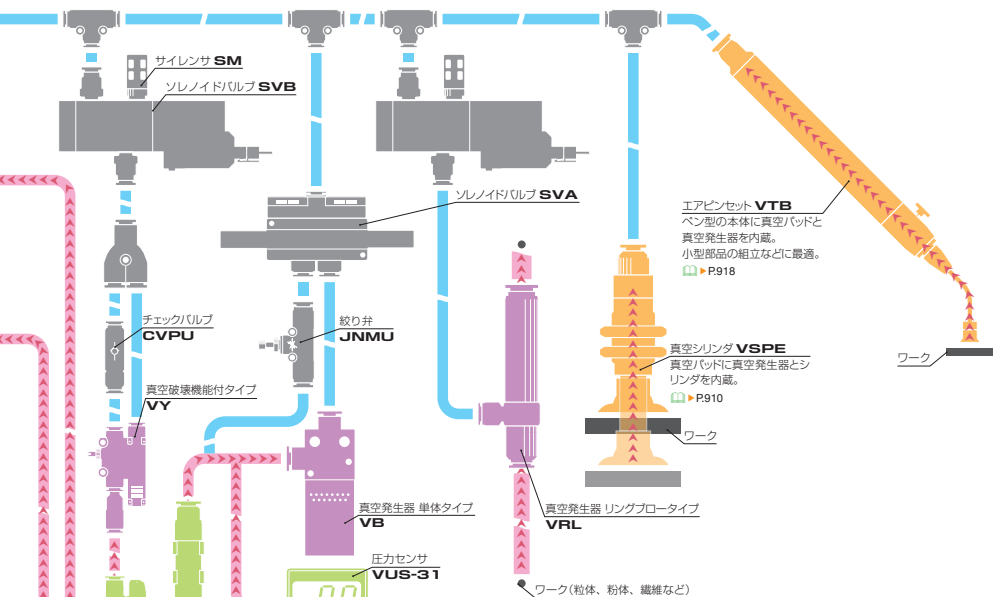 サイレンサ SM
ソレノイドバルブ SVB
ソレノイドバルブ SVA
エアピンセット VTB
ペン型の本体に真空パッドと
真空発生器を内蔵。
小型部品の組立などに最適。
P.918
チェックバルブ
CVPU
絞り弁
JNMU
真空シリンダ VSPE
真空パッドに真空発生器とシ
リンダを内蔵。
P.910
ワーク
真空破壊機能付タイプ
VY
ワーク
真空発生器 単体タイプ
VB
真空発生器 リングブロータイプ
VRL
圧力センサ
VUS-31
ワーク(粒体、粉体、繊維など)